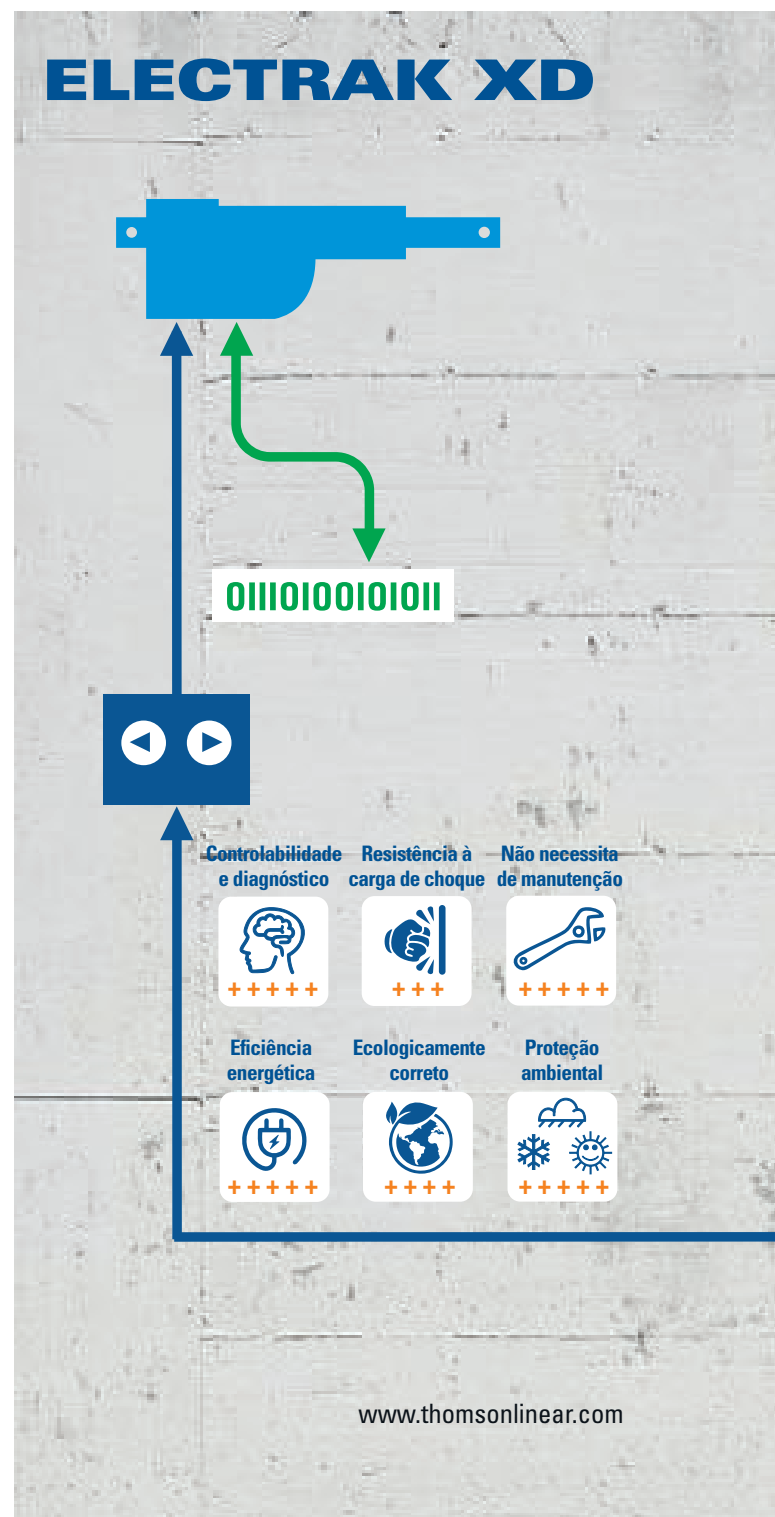 ELECTRAK XD
01110100101011
Controlabilidade
e diagnóstico
Resistência à
carga de choque
Não necessita
de manutenção
+ + + + +
+ + +
+ + + + +
Eficiência
energética
Ecologicamente
correto
Proteção
ambiental
+ + + + +
+ + + +
+ + + + +
www.thomsonlinear.com